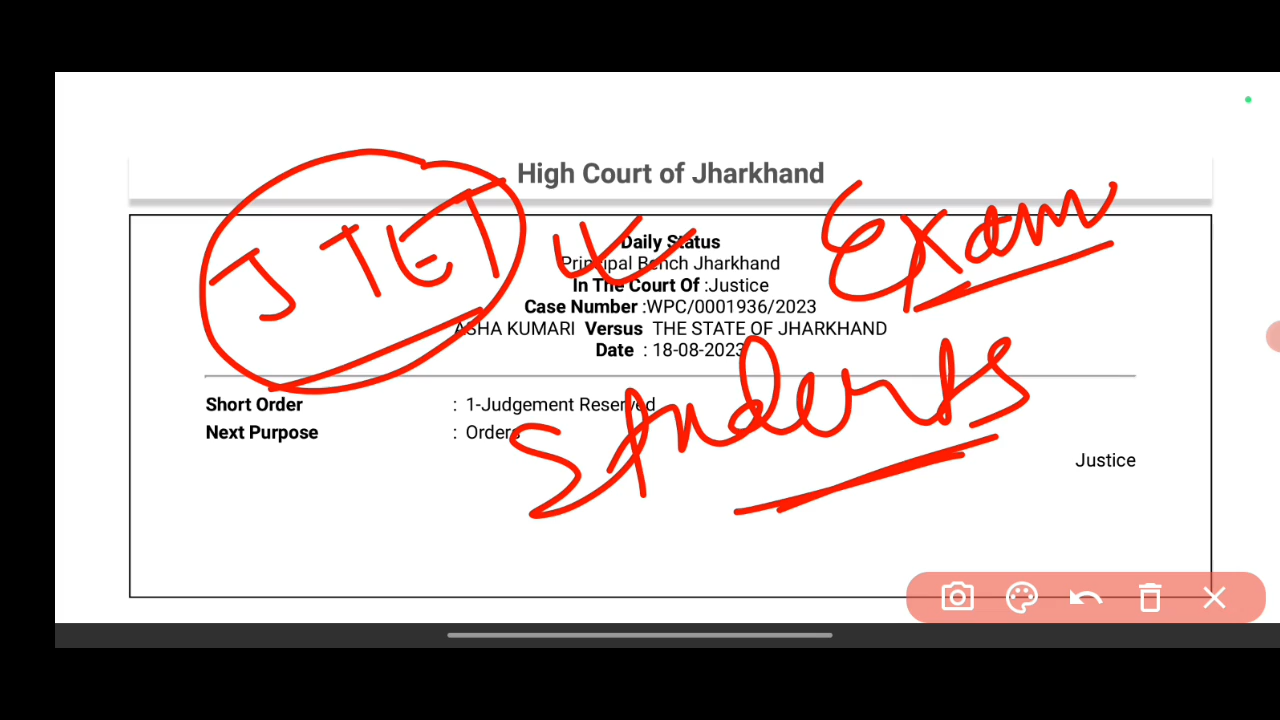 High Court of Jharkhand
Daily Status
Principal Bench Jharkhand
In The Court Of :Justice
Case Number :WPC/0001936/2023
ASHA KUMARI Versus THE STATE OF JHARKHAND
Date : 18-08-2023
Short Order : 1-Judgement Reserved
Next Purpose : Orders
Justice
JTET
Exam
Students